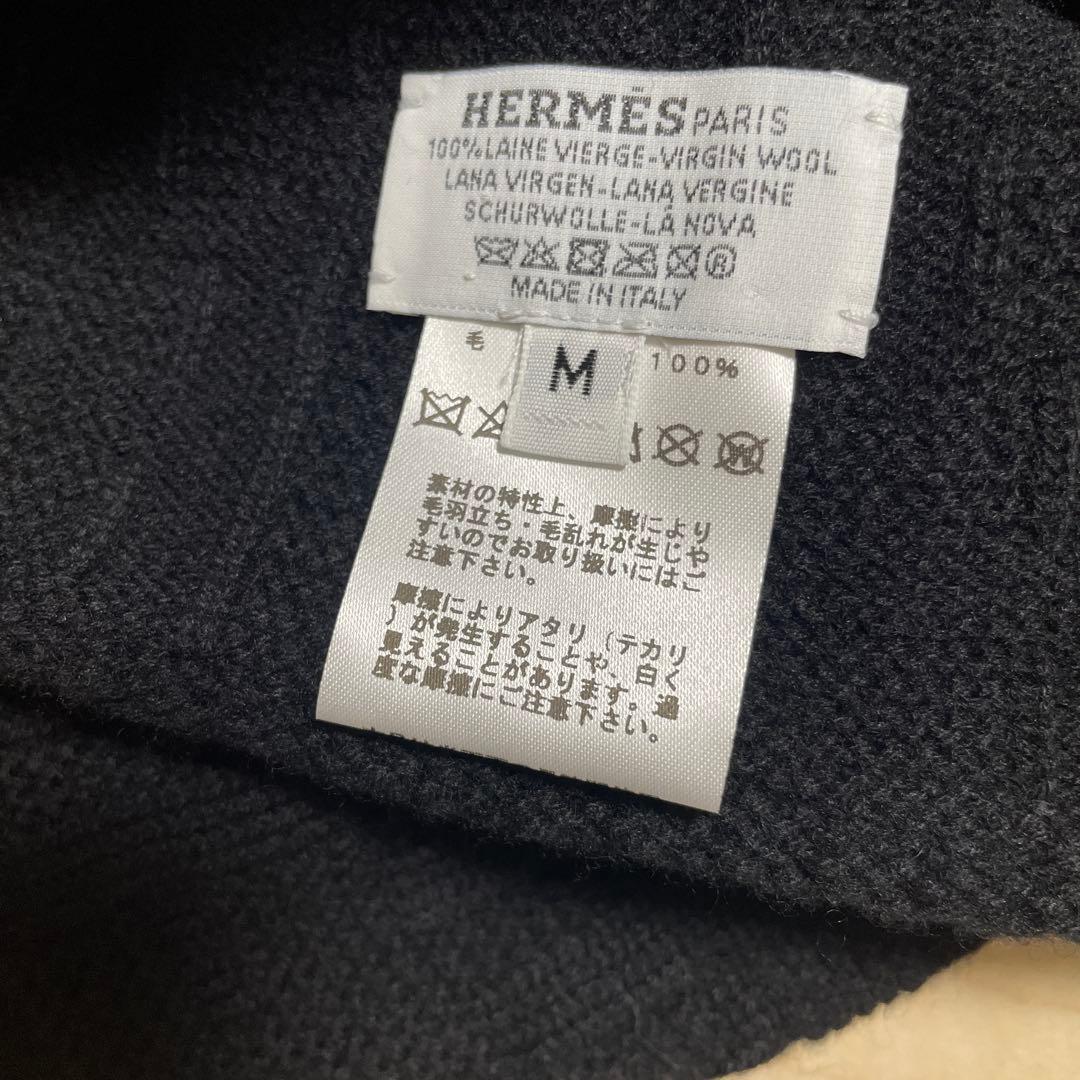 HERMÈS PARIS
100%LAINE VIERGE-VIRGIN WOOL
LANA VIRGEN-LANA VERGINE
SCHURWOLLE-LÃ NOVA
MADE IN ITALY
毛 100%
M
素材の特性上、摩擦により
毛羽立ち・毛乱れが生じや
すいのでお取り扱いにはご
注意下さい。
摩擦によりアタリ（テカリ
）が発生することや、白く
見えることがあります。過
度な摩擦にご注意下さい。